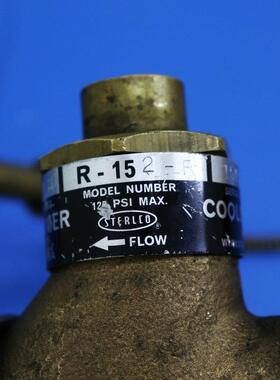 R-152-R
MODEL NUMBER
125 PSI MAX.
STERLCO
COOL
← FLOW